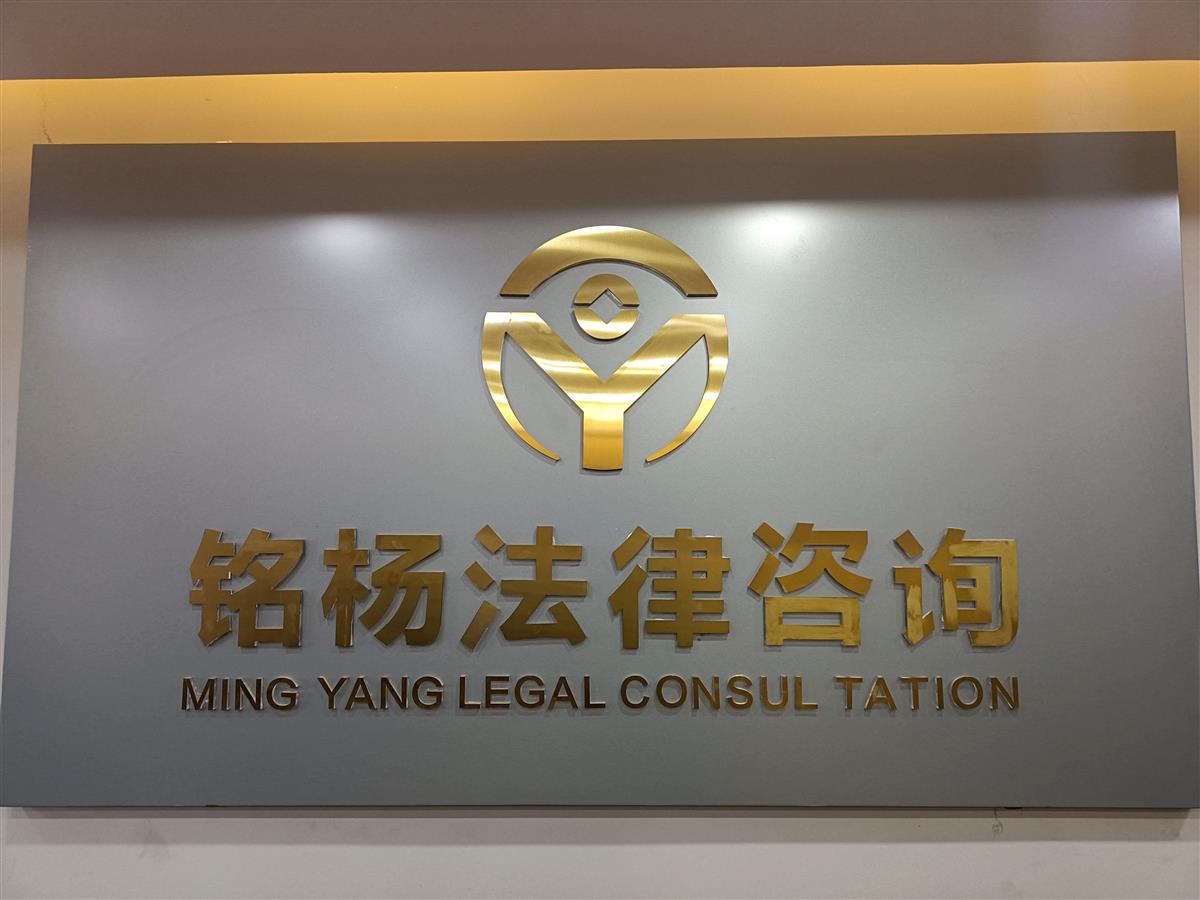 铭杨法律咨询
MING YANG LEGAL CONSUL TATION